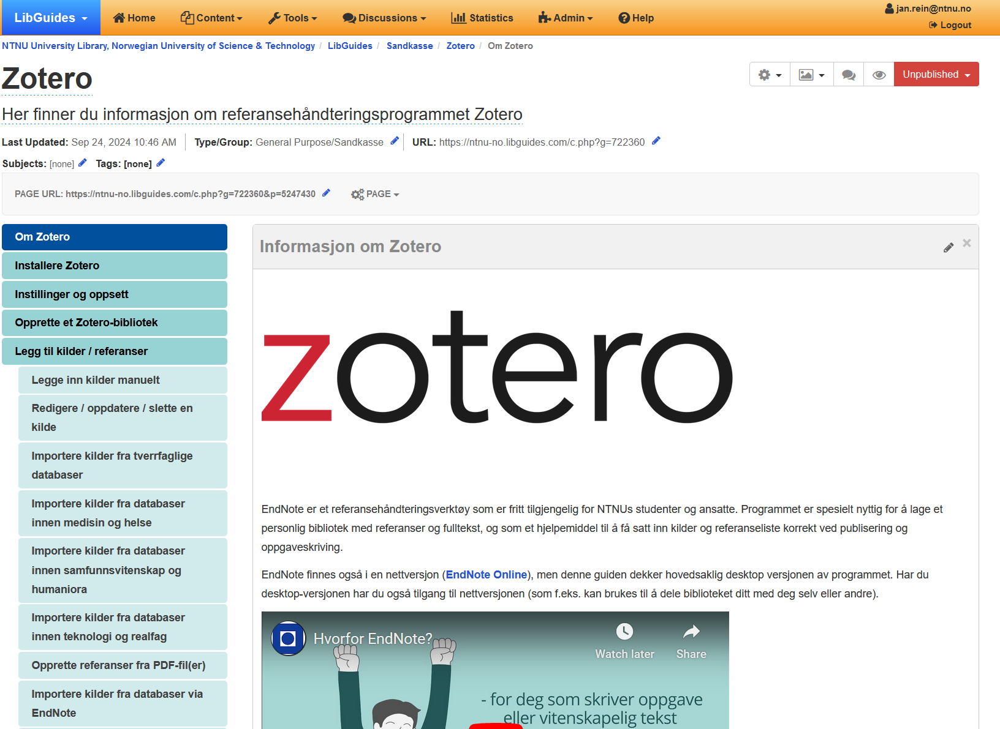 LibGuides
Home
Content
Tools
Discussions
Statistics
Admin
Help
jan.rein@ntnu.no
Logout
NTNU University Library, Norwegian University of Science & Technology / LibGuides / Sandkasse / Zotero / Om Zotero
Zotero
Unpublished
Her finner du informasjon om referansehåndteringsprogrammet Zotero
Last Updated: Sep 24, 2024 10:46 AM
Type/Group: General Purpose/Sandkasse
URL: https://ntnu-no.libguides.com/c.php?g=722360
Subjects: [none]
Tags: [none]
PAGE URL: https://ntnu-no.libguides.com/c.php?g=722360&p=5247430
PAGE
Om Zotero
Installere Zotero
Instillinger og oppsett
Opprette et Zotero-bibliotek
Legg til kilder / referanser
Legge inn kilder manuelt
Redigere / oppdatere / slette en
kilde
Importere kilder fra tverrfaglige
databaser
Importere kilder fra databaser
innen medisin og helse
Importere kilder fra databaser
innen samfunnsvitenskap og
humaniora
Importere kilder fra databaser
innen teknologi og realfag
Opprette referanser fra PDF-fil(er)
Importere kilder fra databaser via
EndNote
Informasjon om Zotero
zotero
EndNote er et referansehåndteringsverktøy som er fritt tilgjengelig for NTNUs studenter og ansatte. Programmet er spesielt nyttig for å lage et
personlig bibliotek med referanser og fulltekst, og som et hjelpemiddel til å få satt inn kilder og referanseliste korrekt ved publisering og
oppgaveskriving.
EndNote finnes også i en nettversjon (EndNote Online), men denne guiden dekker hovedsaklig desktop versjonen av programmet. Har du
desktop-versjonen har du også tilgang til nettversjonen (som f.eks. kan brukes til å dele biblioteket ditt med deg selv eller andre).
Hvorfor EndNote?
Watch later
Share
- for deg som skriver oppgave
eller vitenskapelig tekst